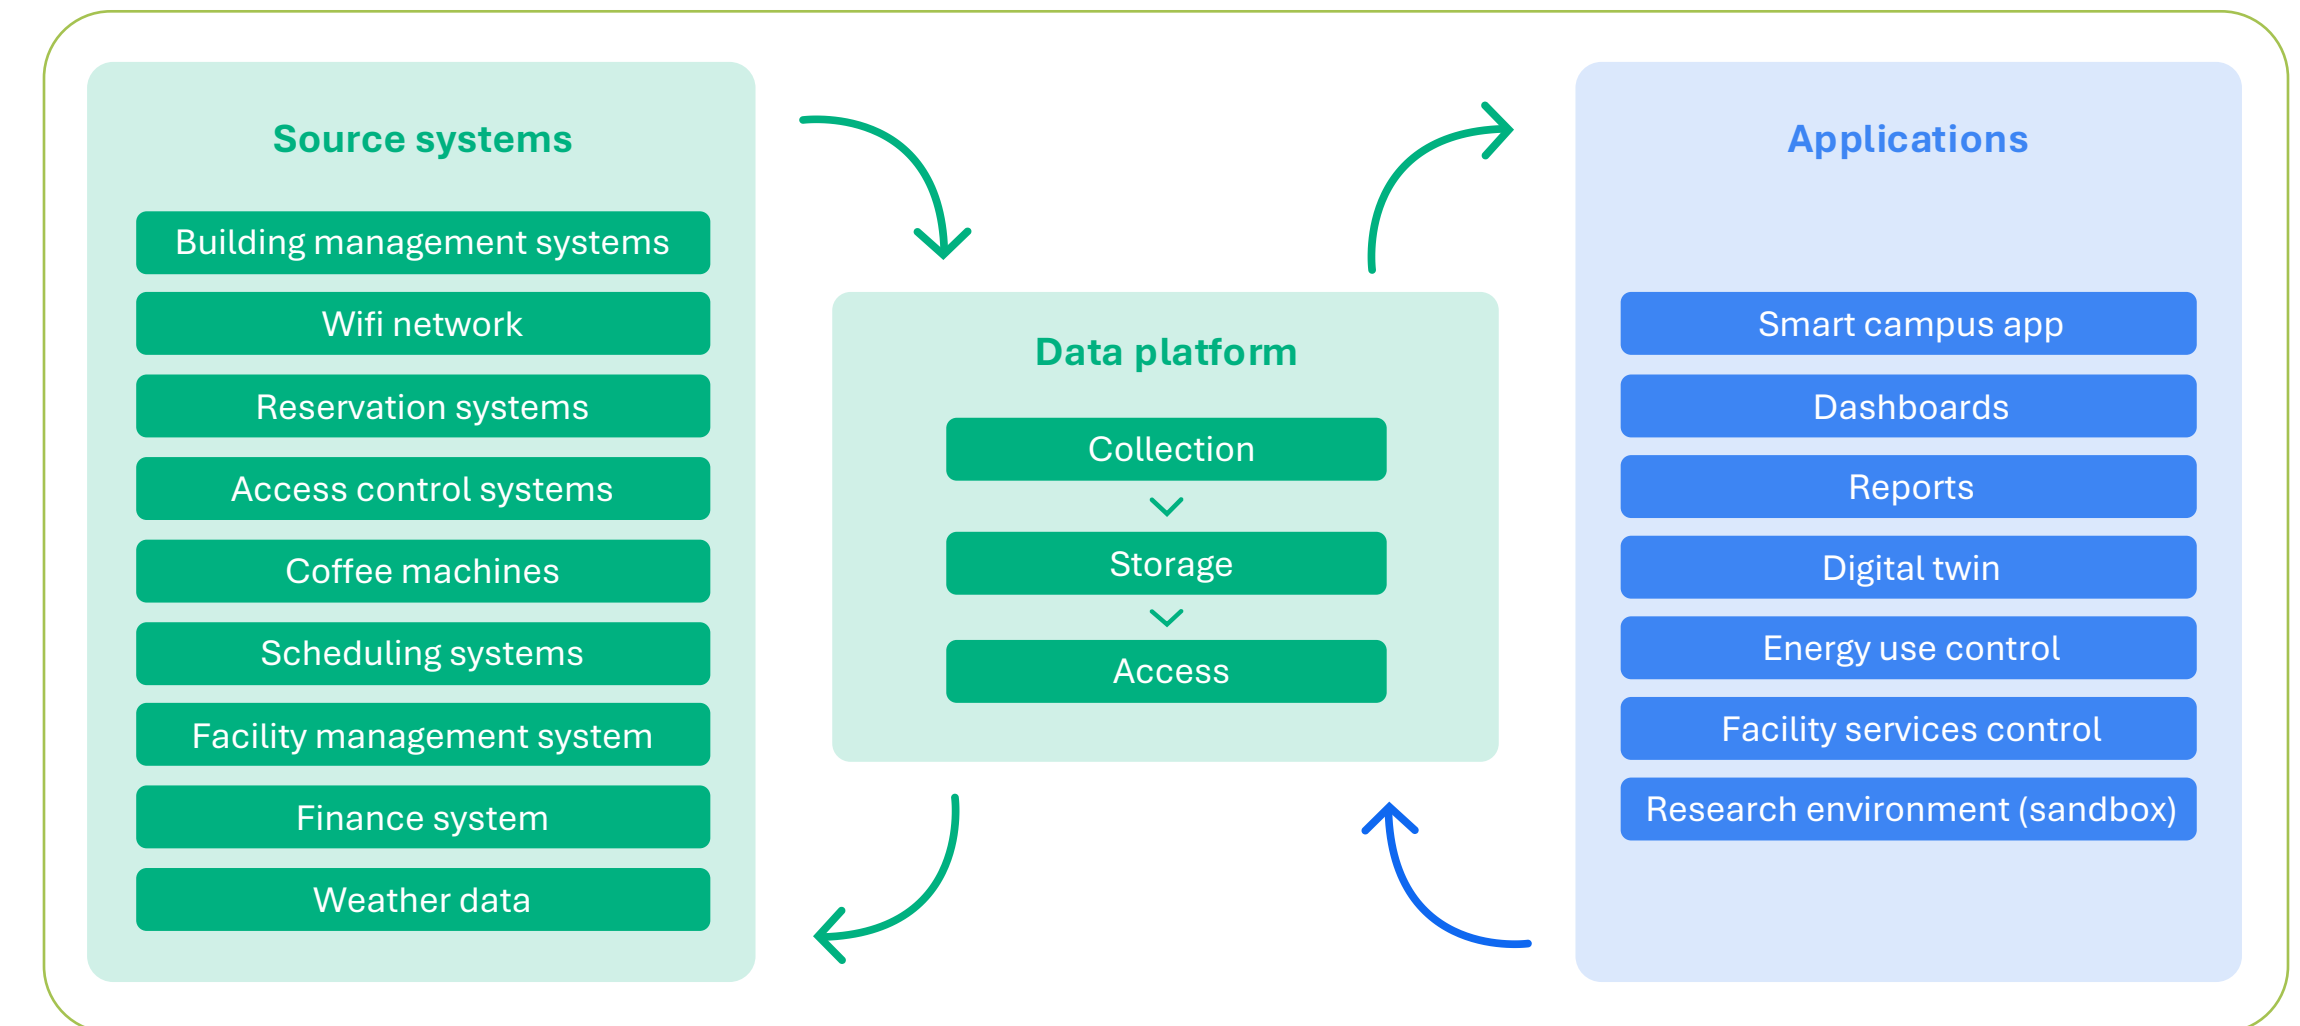 Source systems
Building management systems
Wifi network
Reservation systems
Access control systems
Coffee machines
Scheduling systems
Facility management system
Finance system
Weather data
Data platform
Collection
Storage
Access
Applications
Smart campus app
Dashboards
Reports
Digital twin
Energy use control
Facility services control
Research environment (sandbox)